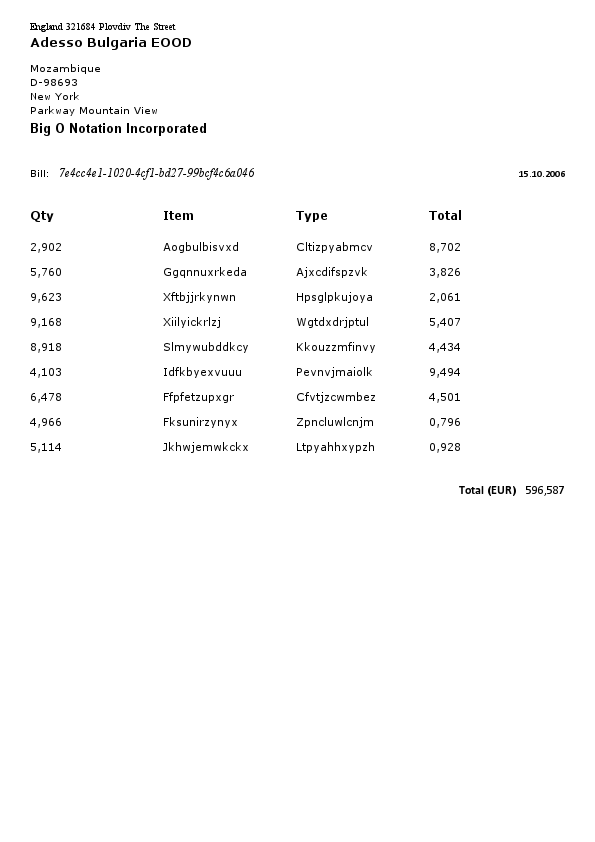 England 321684 Plovdiv The Street
Adesso Bulgaria EOOD
Mozambique
D-98693
New York
Parkway Mountain View
Big O Notation Incorporated
Bill: 7e4cc4e1-1020-4cf1-bd27-99bcf4c6a046 15.10.2006
Qty Item Type Total
2,902 Aogbulbisvxd Cltizpyabmcv 8,702
5,760 Ggqnnuxrkeda Ajxcdifspzvk 3,826
9,623 Xftbjjrkynwn Hpsglpkujoya 2,061
9,168 Xiilyickrlzj Wgtdxdrjptul 5,407
8,918 Slmywubddkcy Kkouzzmfinvy 4,434
4,103 Idfkbyexvuuu Pevnvjmaiolk 9,494
6,478 Ffpfetzupxgr Cfvtjzcwmbez 4,501
4,966 Fksunirzynyx Zpncluwlcnjm 0,796
5,114 Jkhwjemwkckx Ltpyahhxypzh 0,928
Total (EUR) 596,587